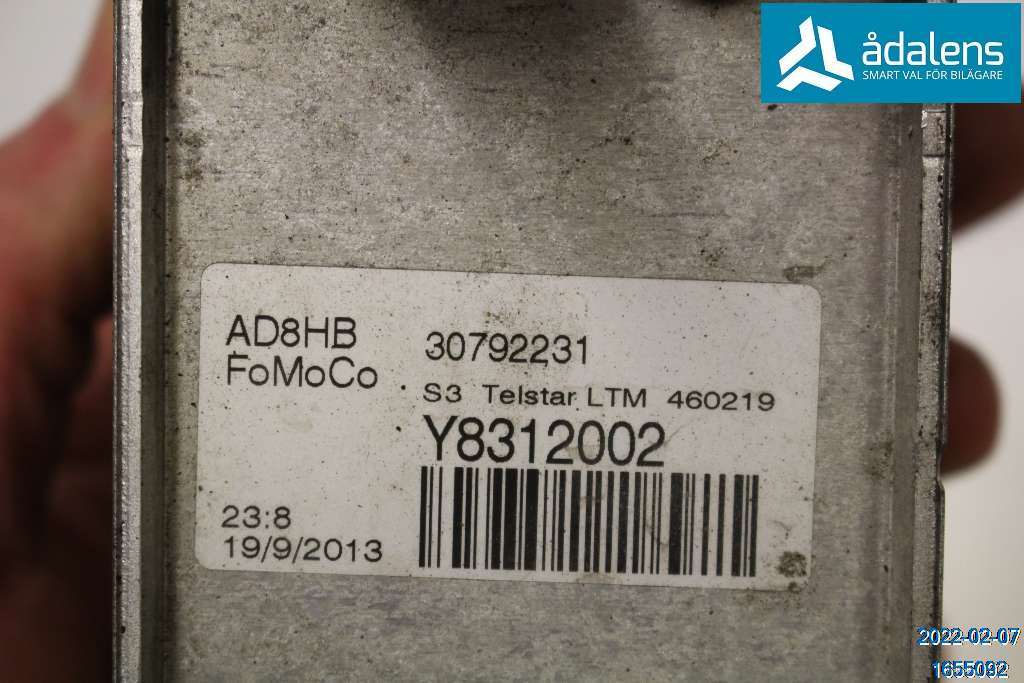 ådalens
SMART VAL FÖR BILÄGARE
AD8HB
FoMoCo
30792231
S3 Telstar LTM 460219
Y8312002
23:8
19/9/2013
2022-02-07
1655092